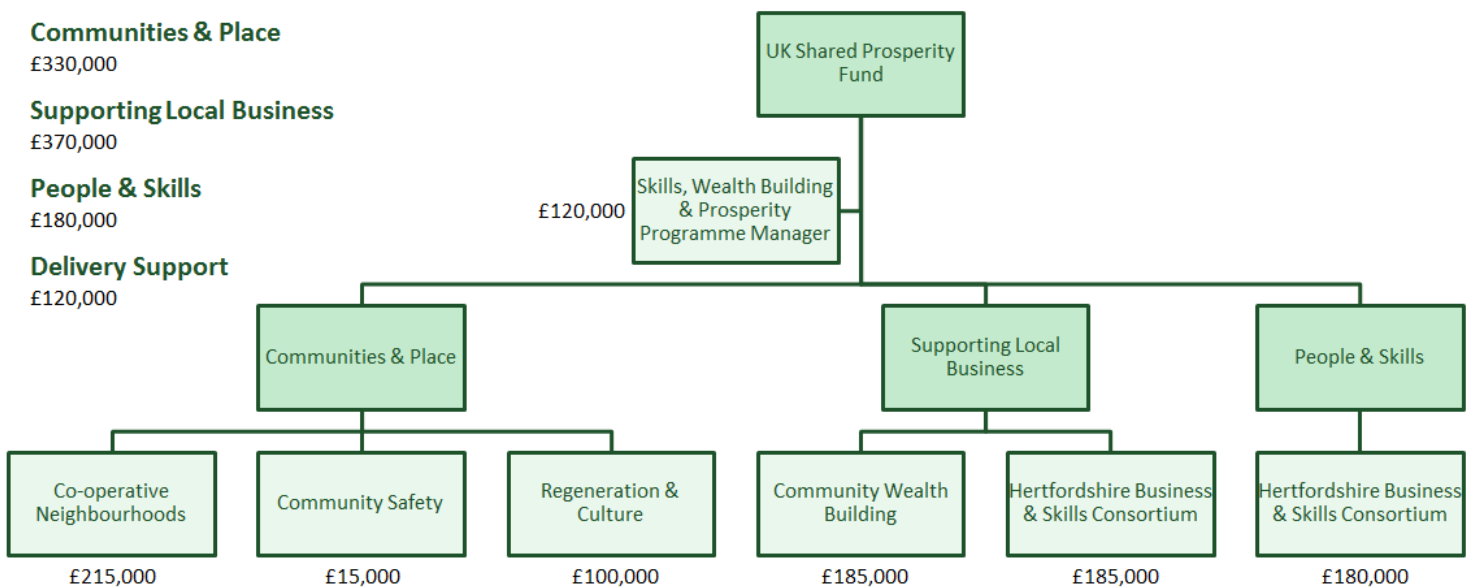 Communities & Place
£330,000
Supporting Local Business
£370,000
People & Skills
£180,000
Delivery Support
£120,000
UK Shared Prosperity
Fund
£120,000
Skills, Wealth Building
& Prosperity
Programme Manager
Communities & Place
Supporting Local
Business
People & Skills
Co-operative
Neighbourhoods
Community Safety
Regeneration &
Culture
Community Wealth
Building
Hertfordshire Business
& Skills Consortium
Hertfordshire Business
& Skills Consortium
£215,000
£15,000
£100,000
£185,000
£185,000
£180,000